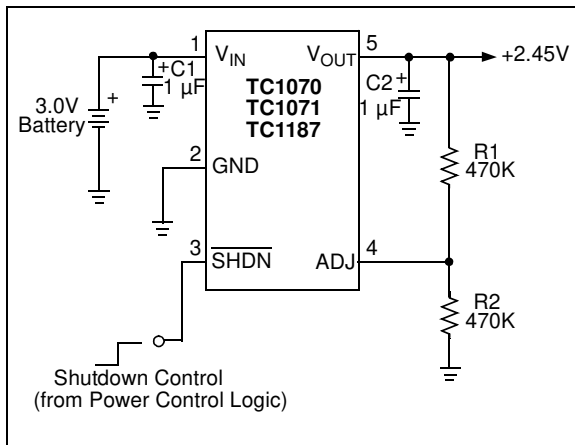 1
V_IN
V_OUT
5
+2.45V
+
C1
1 µF
TC1070
TC1071
TC1187
C2
+
1 µF
3.0V
Battery
+
2
GND
R1
470K
3
SHDN
ADJ
4
R2
470K
Shutdown Control
(from Power Control Logic)